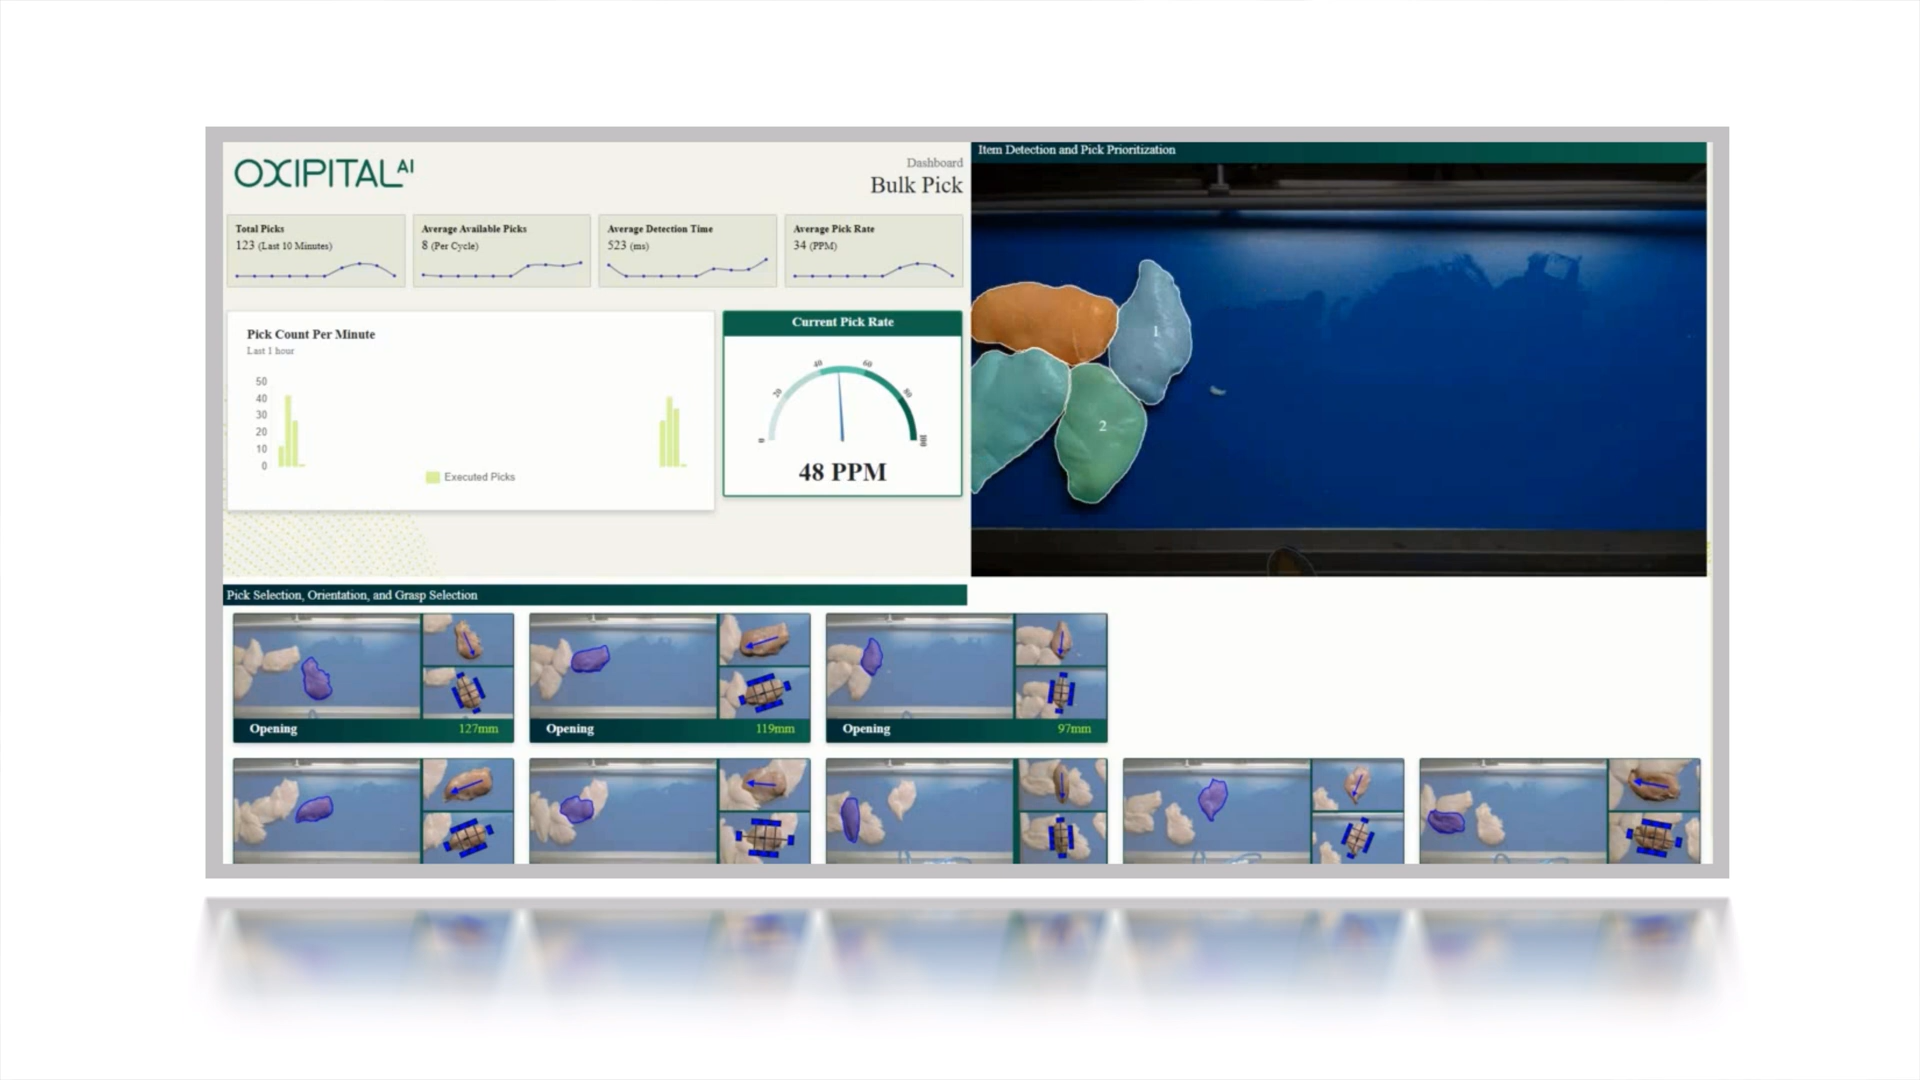 OXIPITAL AI
Dashboard
Bulk Pick
Total Picks
123 (Last 10 Minutes)
Average Available Picks
8 (Per Cycle)
Average Detection Time
523 (ms)
Average Pick Rate
34 (PPM)
Pick Count Per Minute
Last 1 hour
50
40
30
20
10
0
Executed Picks
Current Pick Rate
0
20
40
60
80
100
48 PPM
Item Detection and Pick Prioritization
1
2
Pick Selection, Orientation, and Grasp Selection
Opening 127mm
Opening 119mm
Opening 97mm